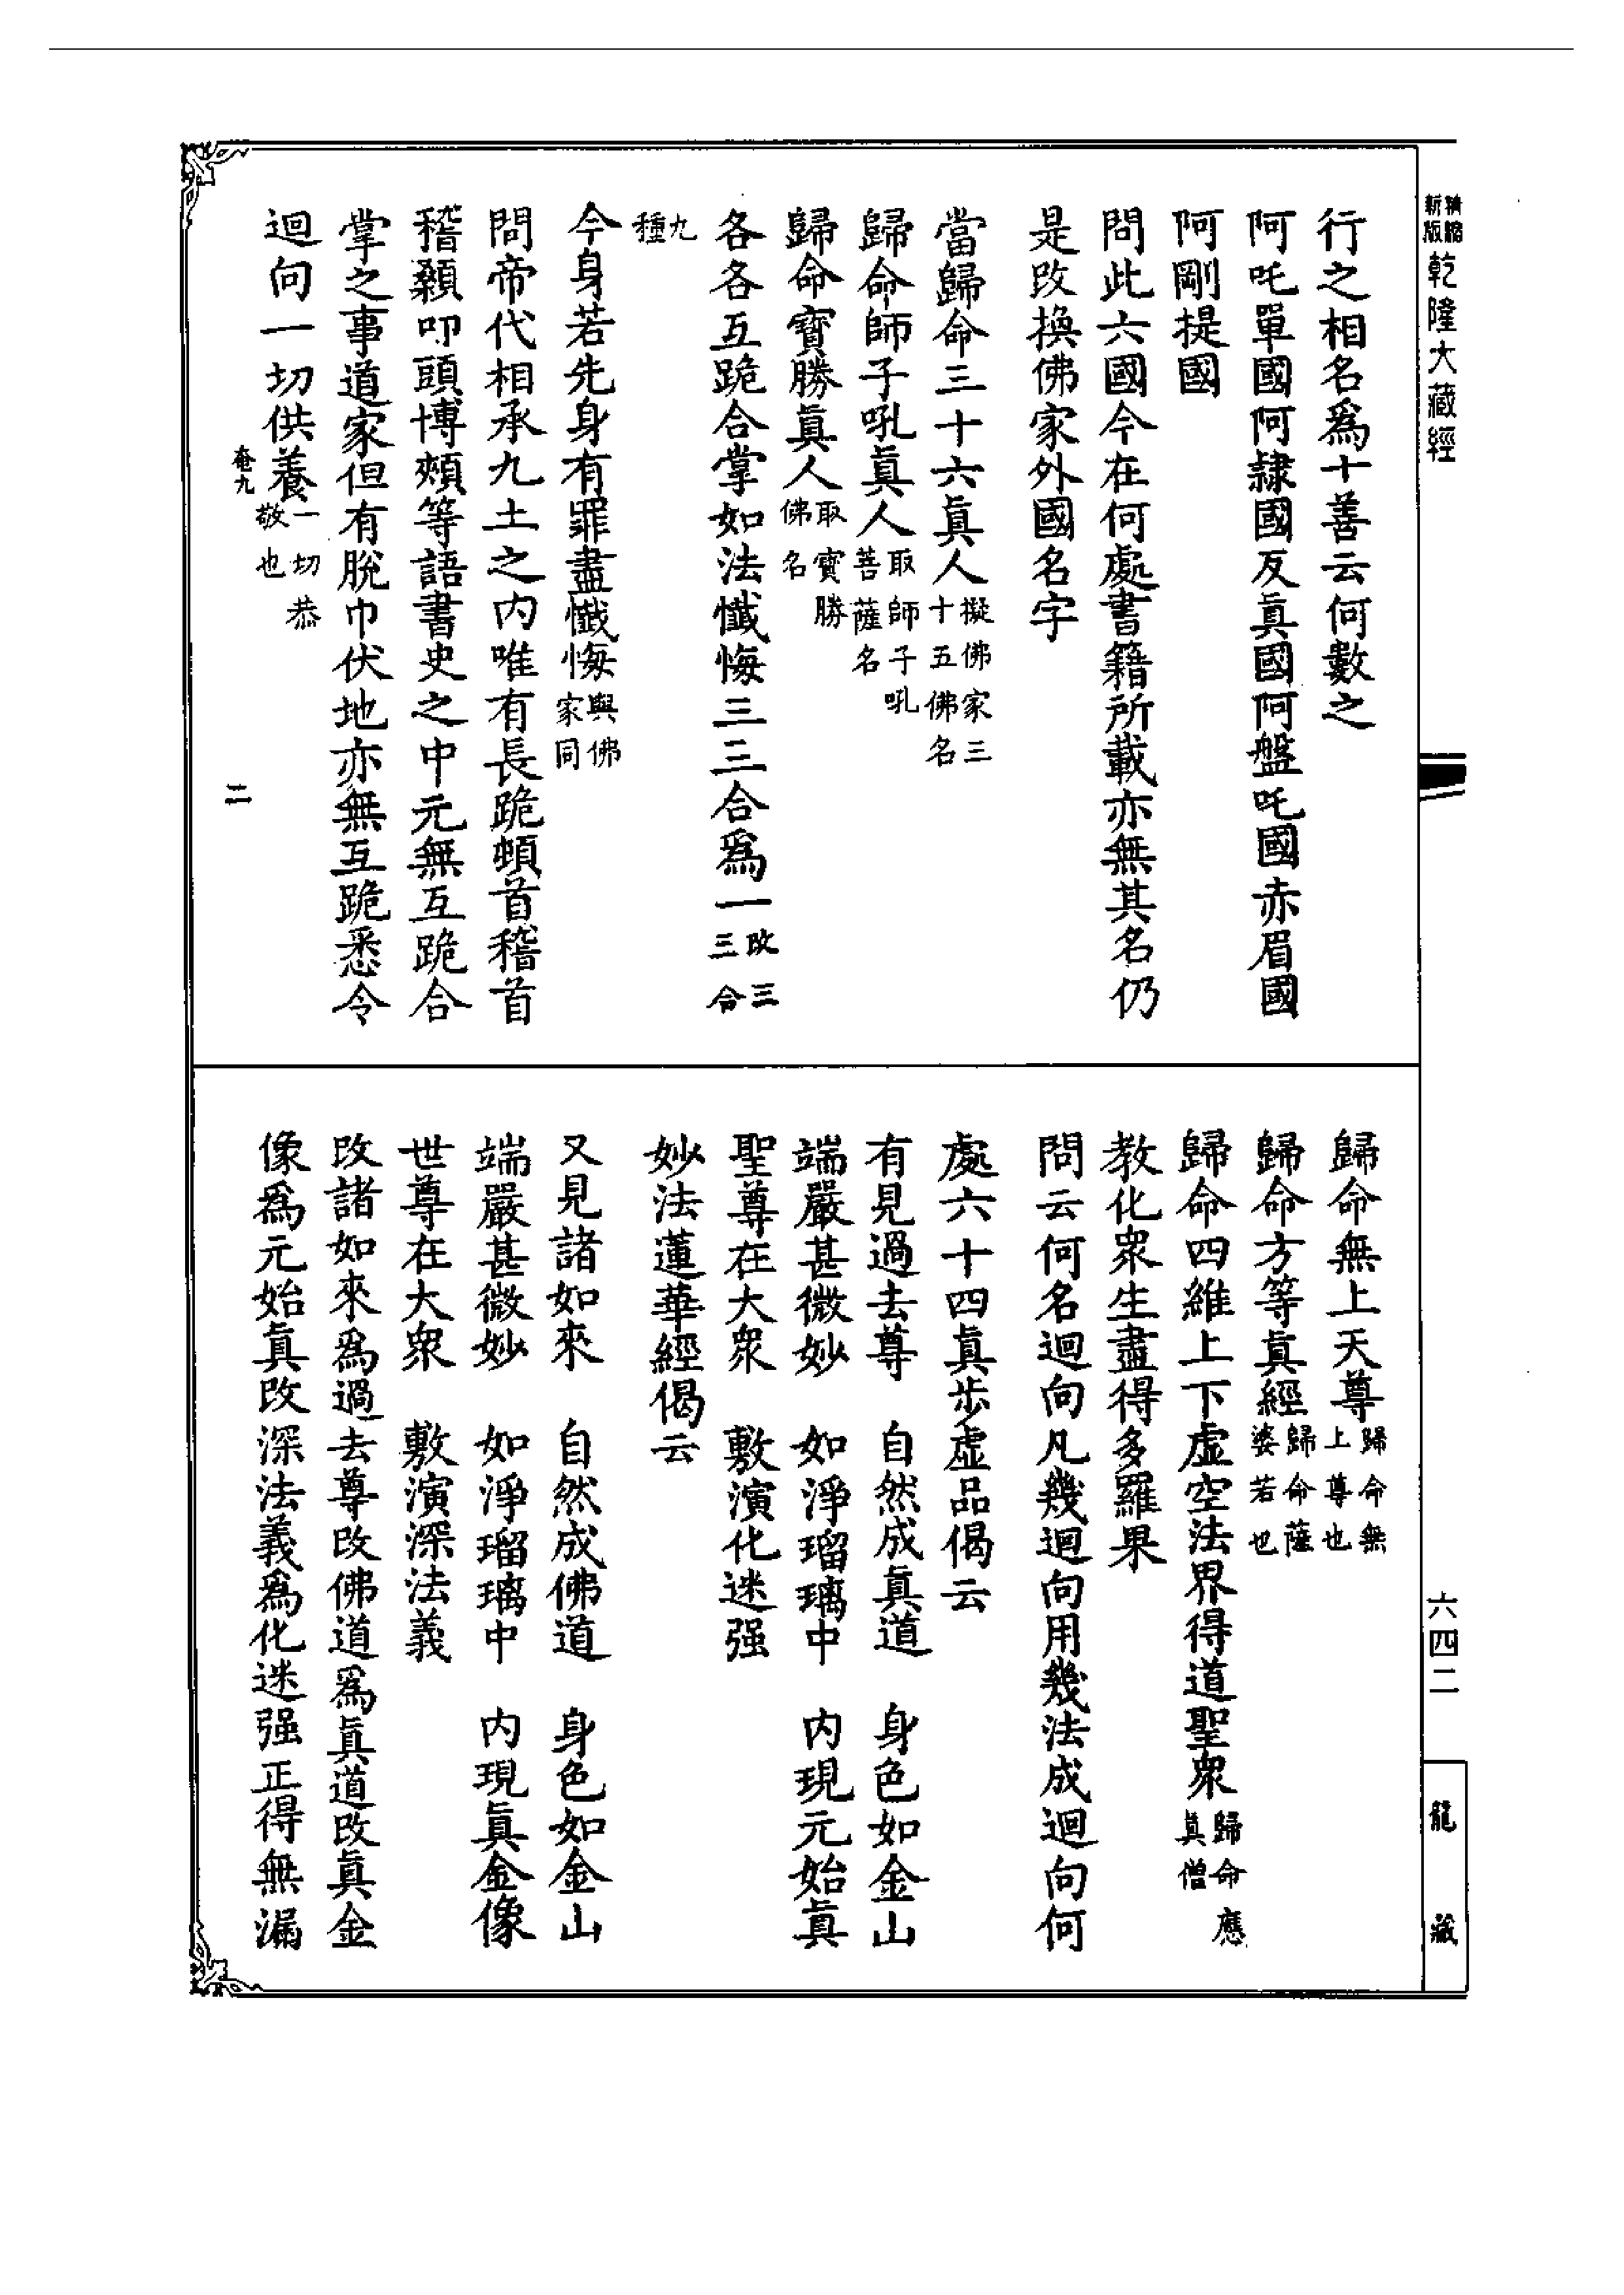 精縮新版乾隆大藏經
行之相名爲十善云何數之
阿吒單國阿隷國反眞國阿盤吒國赤眉國
阿剛提國
問此六國今在何處書籍所載亦無其名仍
是改換佛家外國名字
當歸命三十六眞人擬佛家三十五佛名
歸命師子吼眞人取師子吼菩薩名
歸命寶勝眞人取寶勝佛名
各各五跪合掌如法懺悔三三合爲一改三三合
九種
今身若先身有罪盡懺悔與佛家同
問帝代相承九土之内唯有長跪頓首稽首
稽顙叩頭博頰等語書史之中元無互跪合
掌之事道家但有脫巾伏地亦無互跪悉令
迴向一切供養一切恭敬也
奄九
二
歸命無上天尊歸命無上尊也
歸命方等眞經歸命薩婆若也
歸命四維上下虛空法界得道聖衆歸命應眞僧
教化衆生盡得多羅果
問云何名迴向凡幾迴向用幾法成迴向何
處六十四眞步虛品偈云
有見過去尊　自然成眞道　身色如金山
端嚴甚微妙　如淨瑠璃中　内現元始眞
聖尊在大衆　敷演化迷强
妙法蓮華經偈云
又見諸如來　自然成佛道　身色如金山
端嚴甚微妙　如淨瑠璃中　内現眞金像
世尊在大衆　敷演深法義
改諸如來爲過去尊改佛道爲眞道改眞金
像爲元始眞改深法義爲化迷强正得無漏
六四二
龍藏